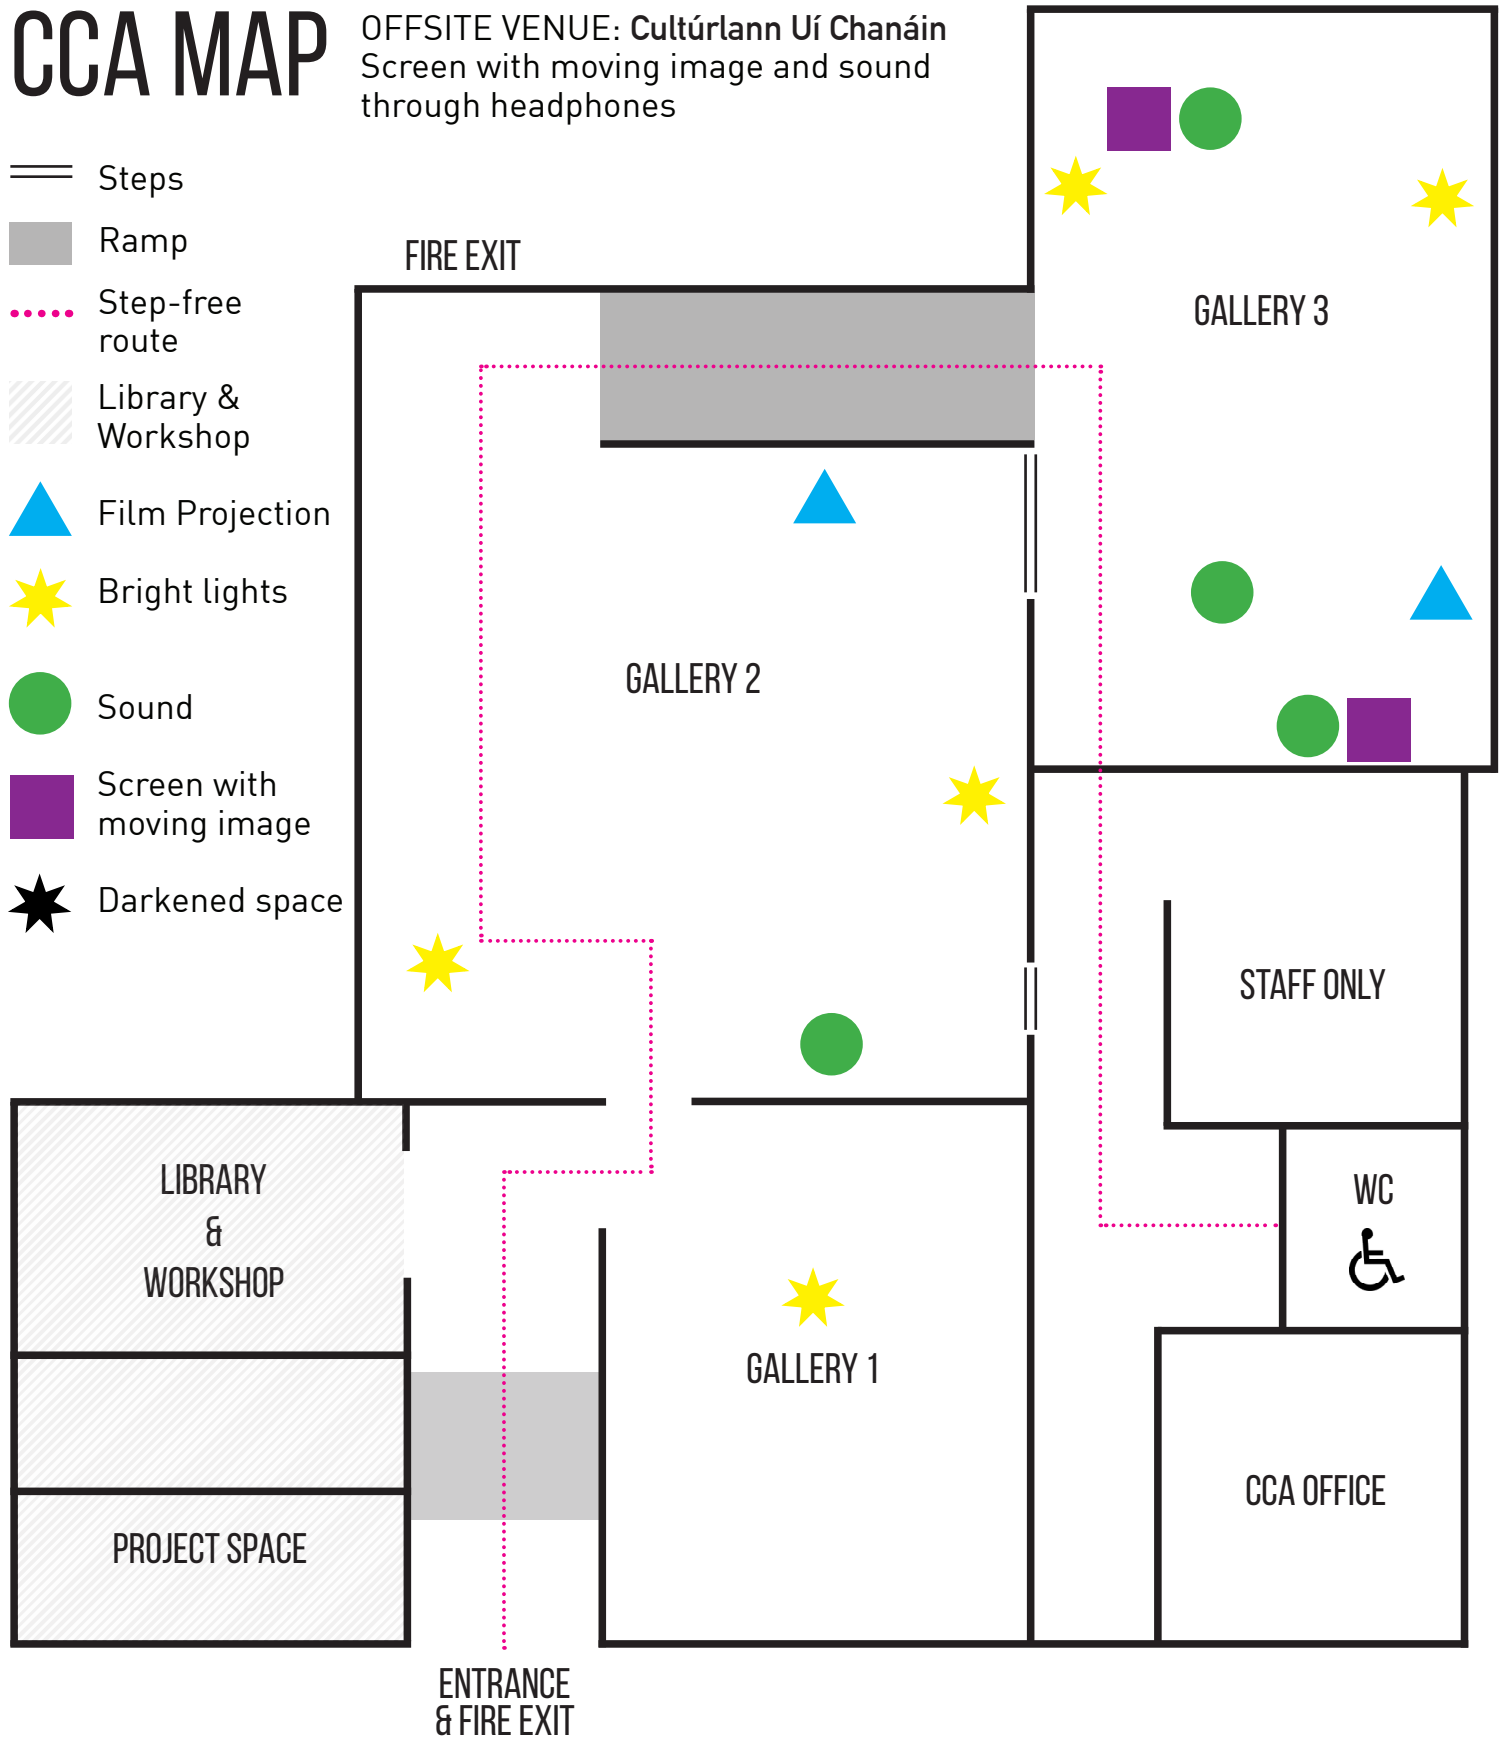 CCA MAP
OFFSITE VENUE: Cultúrlann Uí Chanáin
Screen with moving image and sound
through headphones
Steps
Ramp
Step-free
route
Library &
Workshop
Film Projection
Bright lights
Sound
Screen with
moving image
Darkened space
FIRE EXIT
GALLERY 3
GALLERY 2
STAFF ONLY
LIBRARY
&
WORKSHOP
WC
GALLERY 1
CCA OFFICE
PROJECT SPACE
ENTRANCE
& FIRE EXIT